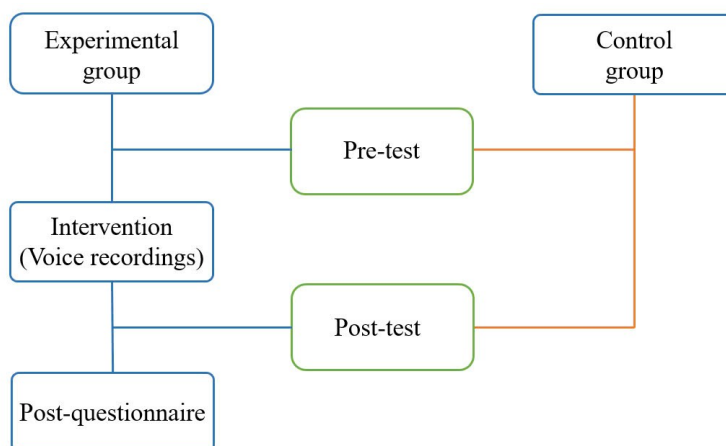 Experimental
group
Control
group
Pre-test
Intervention
(Voice recordings)
Post-test
Post-questionnaire